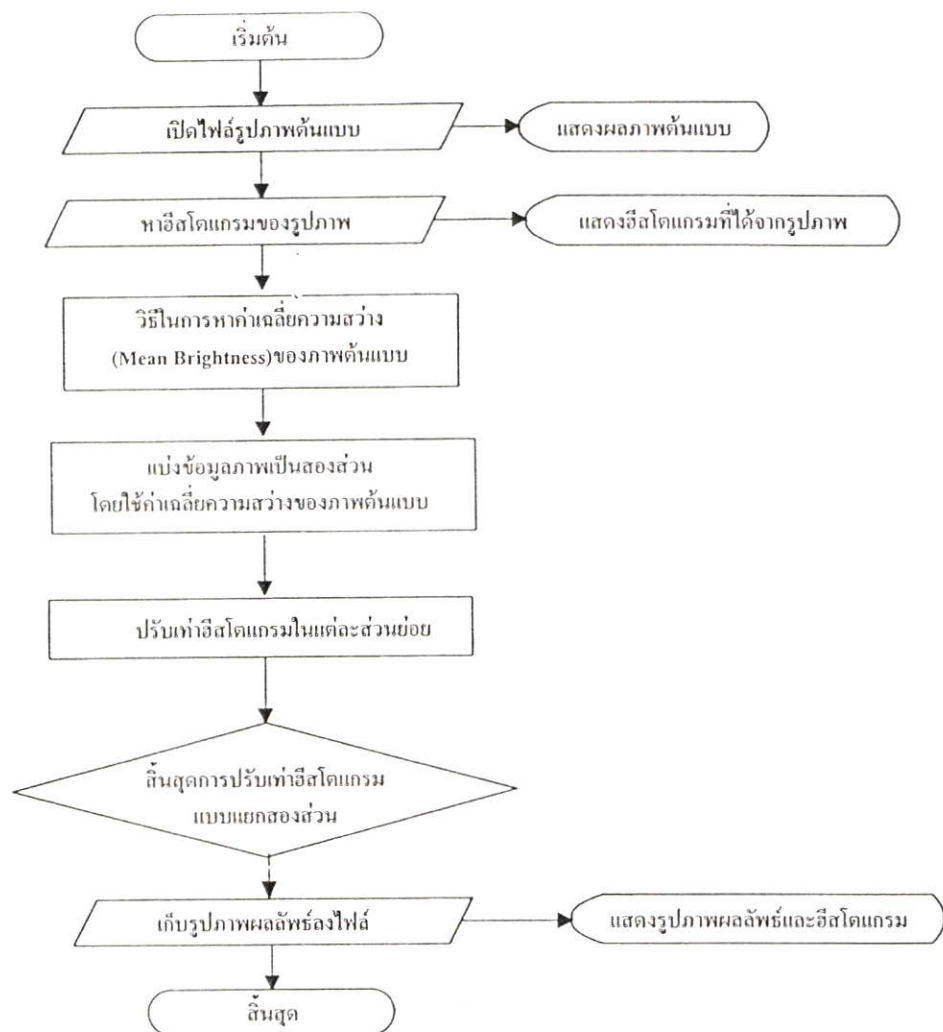 เริ่มต้น
เปิดไฟล์รูปภาพต้นแบบ
แสดงผลภาพต้นแบบ
หาฮีสโตแกรมของรูปภาพ
แสดงฮีสโตแกรมที่ได้จากรูปภาพ
วิธีในการหาค่าเฉลี่ยความสว่าง
(Mean Brightness)ของภาพต้นแบบ
แบ่งข้อมูลภาพเป็นสองส่วน
โดยใช้ค่าเฉลี่ยความสว่างของภาพต้นแบบ
ปรับเท่าฮีสโตแกรมในแต่ละส่วนย่อย
สิ้นสุดการปรับเท่าฮีสโตแกรม
แบบแยกสองส่วน
เก็บรูปภาพผลลัพธ์ลงไฟล์
แสดงรูปภาพผลลัพธ์และฮีสโตแกรม
สิ้นสุด